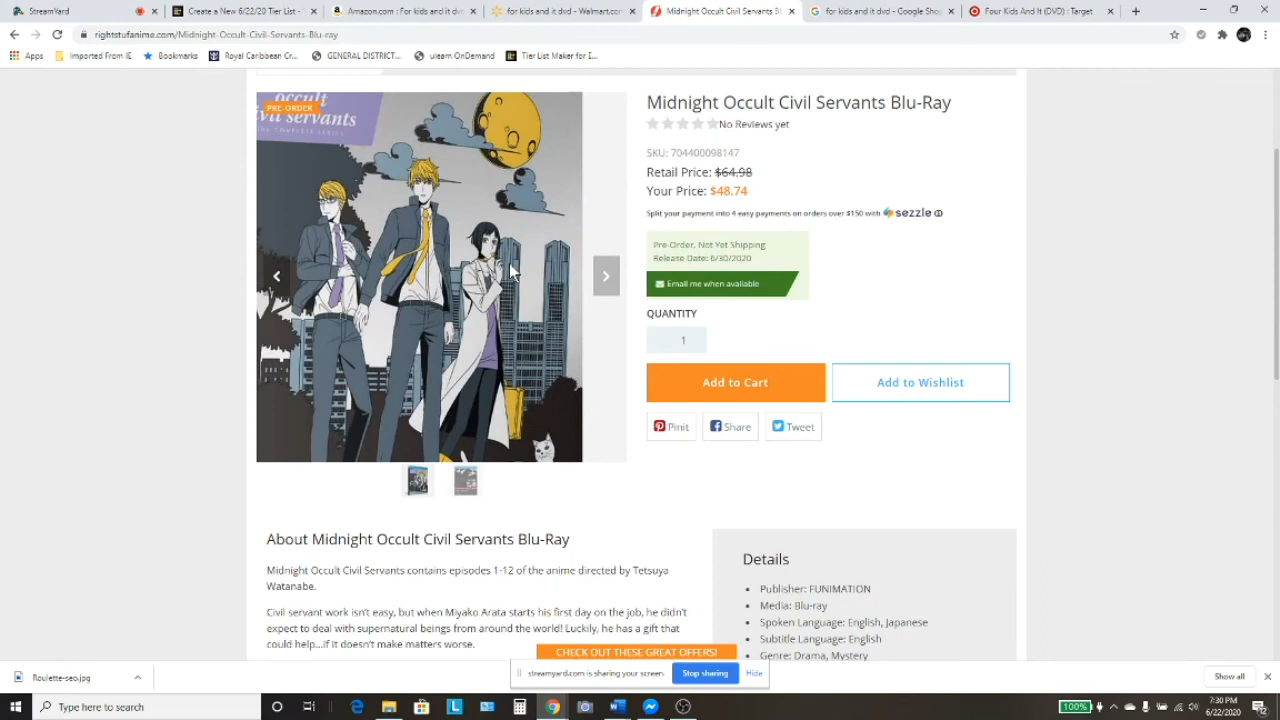 StreamYard
Create a New 6/22/20 Tier List -
Amazon.com : For kids and it dvd
for kids and it dvd - Walmart
Midnight Occult Civil Servants Bl
for kids and it dvd - Google Sho
Four Kids And It (DVD) : Target
rightstufanime.com/Midnight-Occult-Civil-Servants-Blu-ray
Apps
Imported From IE
Bookmarks
Royal Caribbean Cr...
GENERAL DISTRICT...
ulearn OnDemand
Tier List Maker for I...
PRE-ORDER
occult
civil servants
COMPLETE SERIES
Midnight Occult Civil Servants Blu-Ray
No Reviews yet
SKU: 704400098147
Retail Price: $64.98
Your Price: $48.74
Split your payment into 4 easy payments on orders over $150 with sezzle
Pre-Order, Not Yet Shipping
Release Date: 6/30/2020
Email me when available
QUANTITY
1
Add to Cart
Add to Wishlist
Pinit
Share
Tweet
About Midnight Occult Civil Servants Blu-Ray
Midnight Occult Civil Servants contains episodes 1-12 of the anime directed by Tetsuya
Watanabe.
Civil servant work isn't easy, but when Miyako Arata starts his first day on the job, he didn't
expect to deal with supernatural beings from around the world! Luckily, he has a gift that
could help...if it doesn't make matters worse.
Details
• Publisher: FUNIMATION
• Media: Blu-ray
• Spoken Language: English, Japanese
• Subtitle Language: English
• Genre: Drama, Mystery
CHECK OUT THESE GREAT OFFERS!
streamyard.com is sharing your screen.
Stop sharing
Hide
Roulette-seo.jpg
Show all
Type here to search
100%
7:30 PM
6/22/2020
2